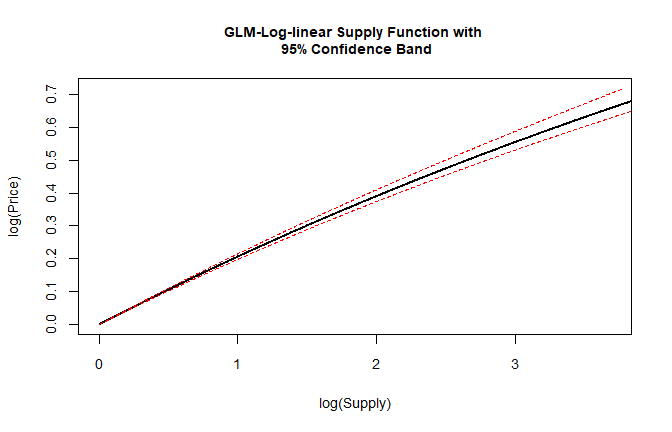 GLM-Log-linear Supply Function with
95% Confidence Band
log(Price)
0.7
0.6
0.5
0.4
0.3
0.2
0.1
0.0
0 1 2 3
log(Supply)